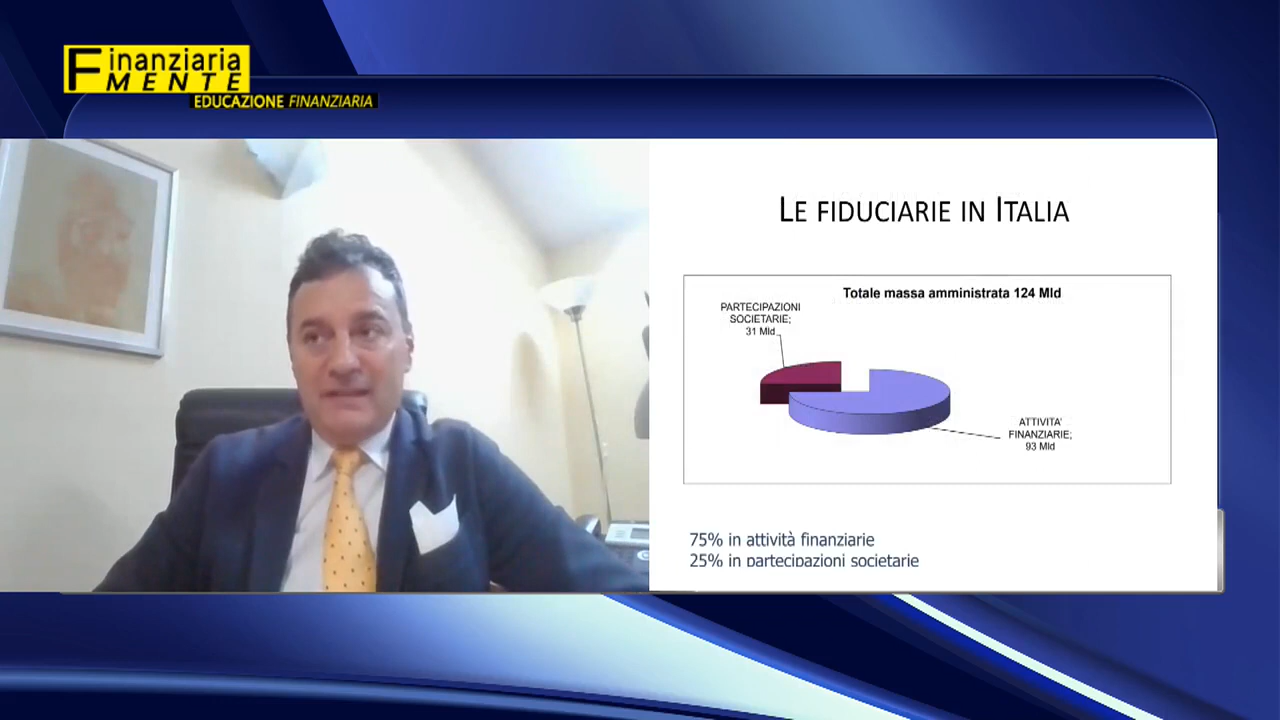 Finanziaria
MENTE
EDUCAZIONE FINANZIARIA
LE FIDUCIARIE IN ITALIA
Totale massa amministrata 124 Mld
PARTECIPAZIONI
SOCIETARIE;
31 Mld
ATTIVITA'
FINANZIARIE;
93 Mld
75% in attività finanziarie
25% in partecipazioni societarie